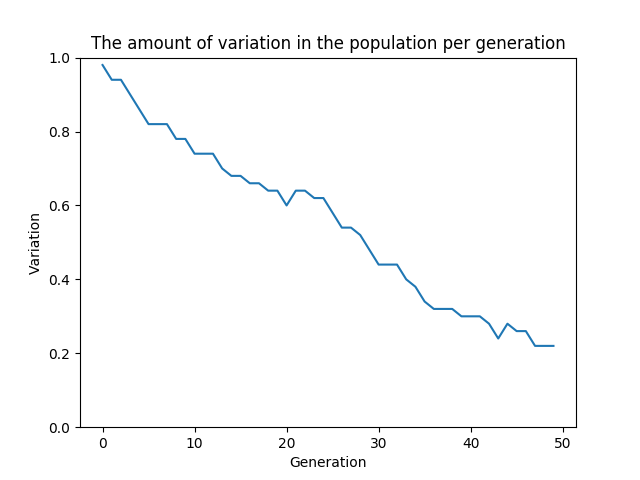 The amount of variation in the population per generation
1.0
0.8
0.6
0.4
0.2
0.0
Variation
0 10 20 30 40 50
Generation